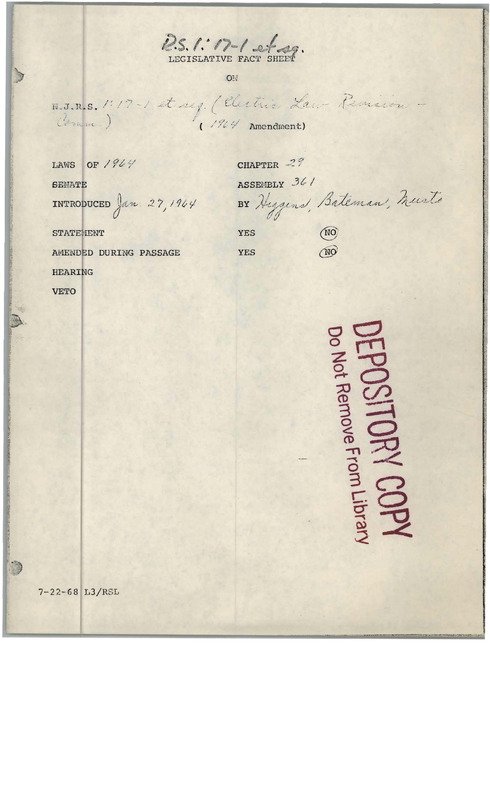 R.S. 1:17-1 et sq.
LEGISLATIVE FACT SHEET
ON
N.J.R.S. 1:17-1 et seq. (Election Law Revision -
Comm.) ( 1964 Amendment)
LAWS OF 1964 CHAPTER 29
SENATE ASSEMBLY 361
INTRODUCED Jan. 27, 1964 BY Higgins, Bateman, Musto
STATEMENT YES NO
AMENDED DURING PASSAGE YES NO
HEARING
VETO
DEPOSITORY COPY
Do Not Remove From Library
7-22-68 L3/RSL